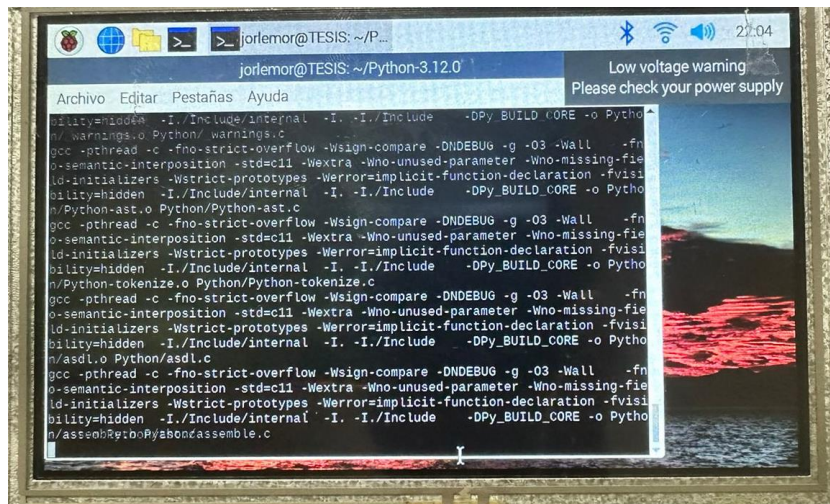 jorlemor@TESIS: ~/P...
22:04
jorlemor@TESIS: ~/Python-3.12.0
Low voltage warning
Please check your power supply
Archivo Editar Pestañas Ayuda
bility=hidden -I./Include/internal -I. -I./Include -DPy_BUILD_CORE -o Pytho
n/_warnings.o Python/_warnings.c
gcc -pthread -c -fno-strict-overflow -Wsign-compare -DNDEBUG -g -O3 -Wall -fn
o-semantic-interposition -std=c11 -Wextra -Wno-unused-parameter -Wno-missing-fie
ld-initializers -Wstrict-prototypes -Werror=implicit-function-declaration -fvisi
bility=hidden -I./Include/internal -I. -I./Include -DPy_BUILD_CORE -o Pytho
n/Python-ast.o Python/Python-ast.c
gcc -pthread -c -fno-strict-overflow -Wsign-compare -DNDEBUG -g -O3 -Wall -fn
o-semantic-interposition -std=c11 -Wextra -Wno-unused-parameter -Wno-missing-fie
ld-initializers -Wstrict-prototypes -Werror=implicit-function-declaration -fvisi
bility=hidden -I./Include/internal -I. -I./Include -DPy_BUILD_CORE -o Pytho
n/Python-tokenize.o Python/Python-tokenize.c
gcc -pthread -c -fno-strict-overflow -Wsign-compare -DNDEBUG -g -O3 -Wall -fn
o-semantic-interposition -std=c11 -Wextra -Wno-unused-parameter -Wno-missing-fie
ld-initializers -Wstrict-prototypes -Werror=implicit-function-declaration -fvisi
bility=hidden -I./Include/internal -I. -I./Include -DPy_BUILD_CORE -o Pytho
n/asdl.o Python/asdl.c
gcc -pthread -c -fno-strict-overflow -Wsign-compare -DNDEBUG -g -O3 -Wall -fn
o-semantic-interposition -std=c11 -Wextra -Wno-unused-parameter -Wno-missing-fie
ld-initializers -Wstrict-prototypes -Werror=implicit-function-declaration -fvisi
bility=hidden -I./Include/internal -I. -I./Include -DPy_BUILD_CORE -o Pytho
assemble.c